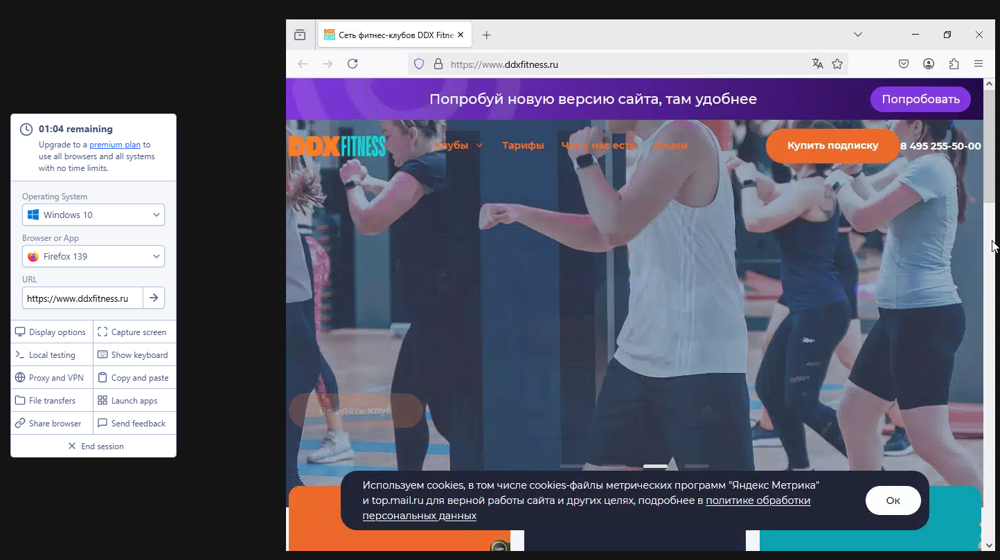 Сеть фитнес-клубов DDX Fitne
https://www.ddxfitness.ru
Попробуй новую версию сайта, там удобнее
Попробовать
DDX FITNESS
Клубы
Тарифы
Что у нас есть
Акции
Купить подписку
8 495 255-50-00
Выбрать клуб
Используем cookies, в том числе cookies-файлы метрических программ "Яндекс Метрика"
и top.mail.ru для верной работы сайта и других целях, подробнее в политике обработки
персональных данных
Ок
01:04 remaining
Upgrade to a premium plan to
use all browsers and all systems
with no time limits.
Operating System
Windows 10
Browser or App
Firefox 139
URL
https://www.ddxfitness.ru
Display options
Capture screen
Local testing
Show keyboard
Proxy and VPN
Copy and paste
File transfers
Launch apps
Share browser
Send feedback
End session